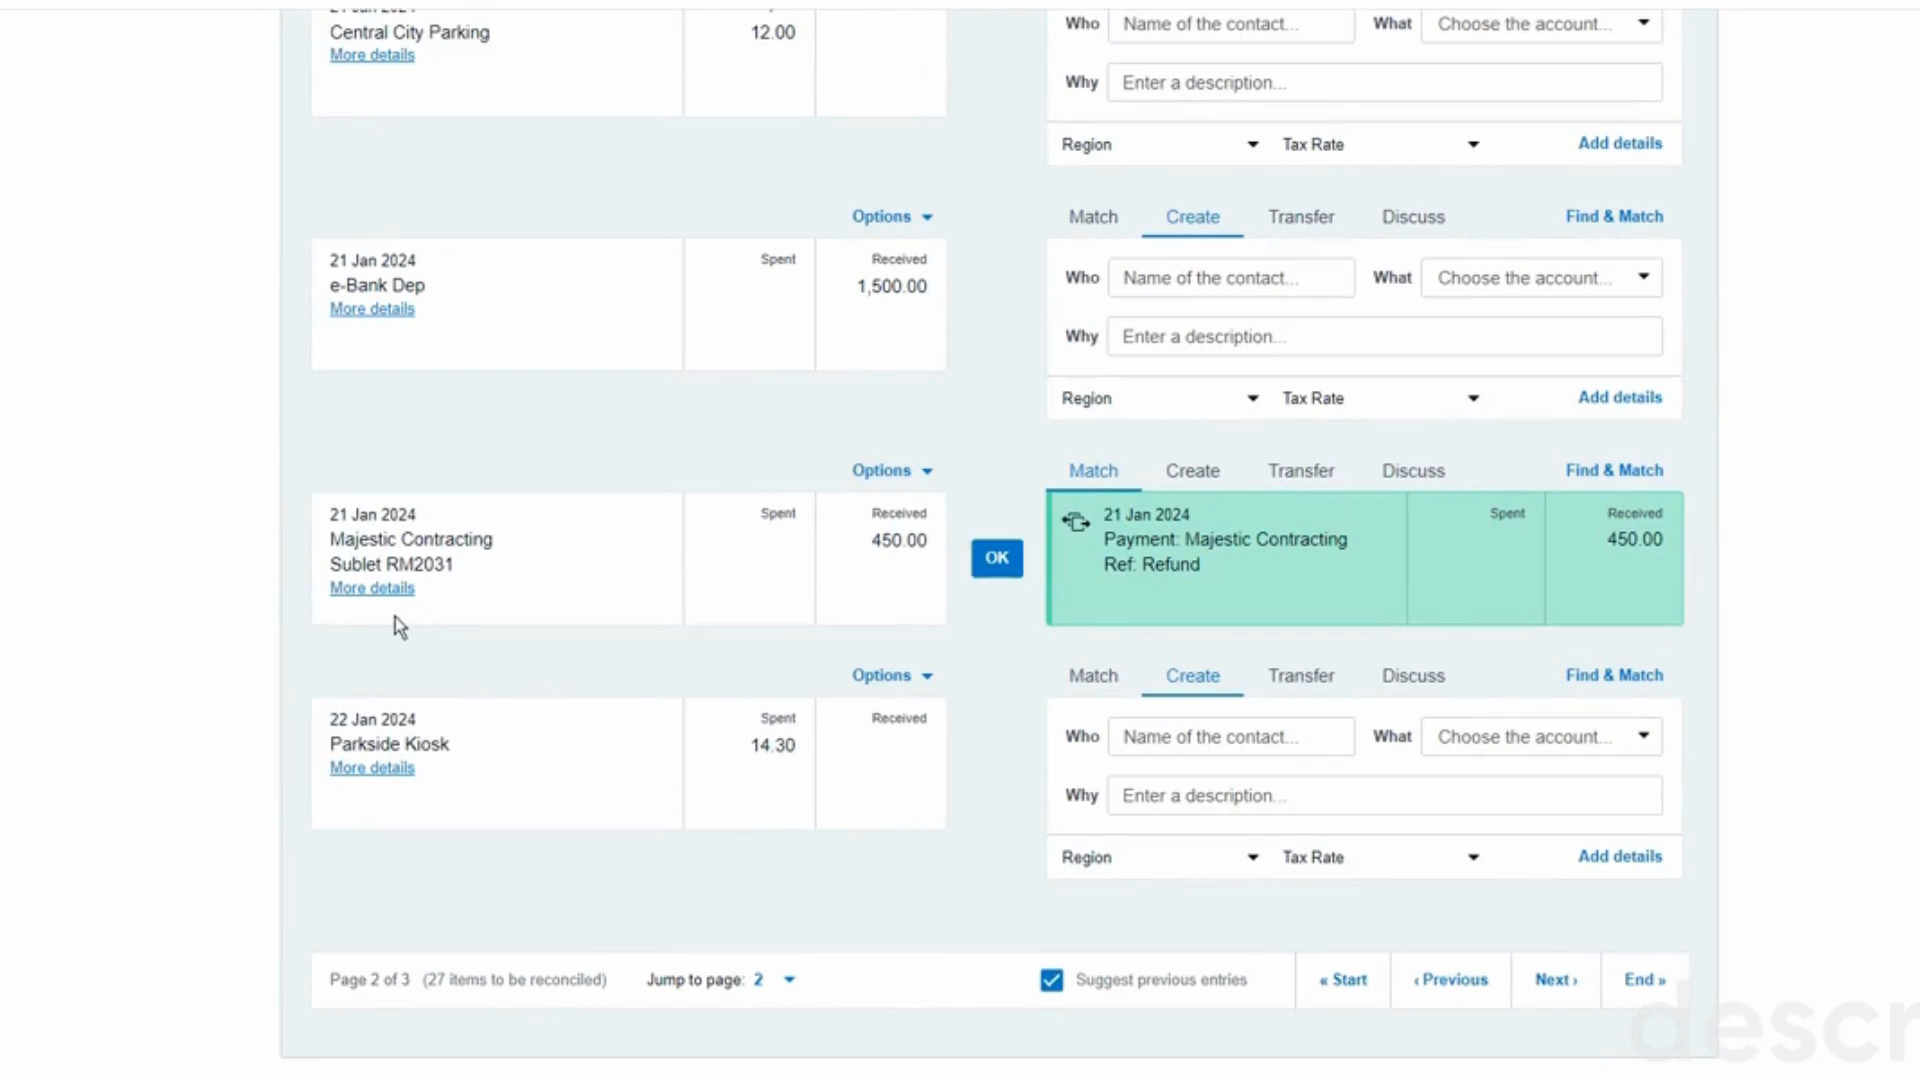 Central City Parking
12.00
More details
Who Name of the contact... What Choose the account...
Why Enter a description...
Region Tax Rate Add details
Options
Match Create Transfer Discuss Find & Match
21 Jan 2024 Spent Received
e-Bank Dep 1,500.00
More details
Who Name of the contact... What Choose the account...
Why Enter a description...
Region Tax Rate Add details
Options
Match Create Transfer Discuss Find & Match
21 Jan 2024 Spent Received
Majestic Contracting 450.00
Sublet RM2031
More details
OK
21 Jan 2024 Spent Received
Payment: Majestic Contracting 450.00
Ref: Refund
Options
Match Create Transfer Discuss Find & Match
22 Jan 2024 Spent Received
Parkside Kiosk 14.30
More details
Who Name of the contact... What Choose the account...
Why Enter a description...
Region Tax Rate Add details
Page 2 of 3 (27 items to be reconciled) Jump to page: 2 Suggest previous entries « Start ‹ Previous Next › End »
descr